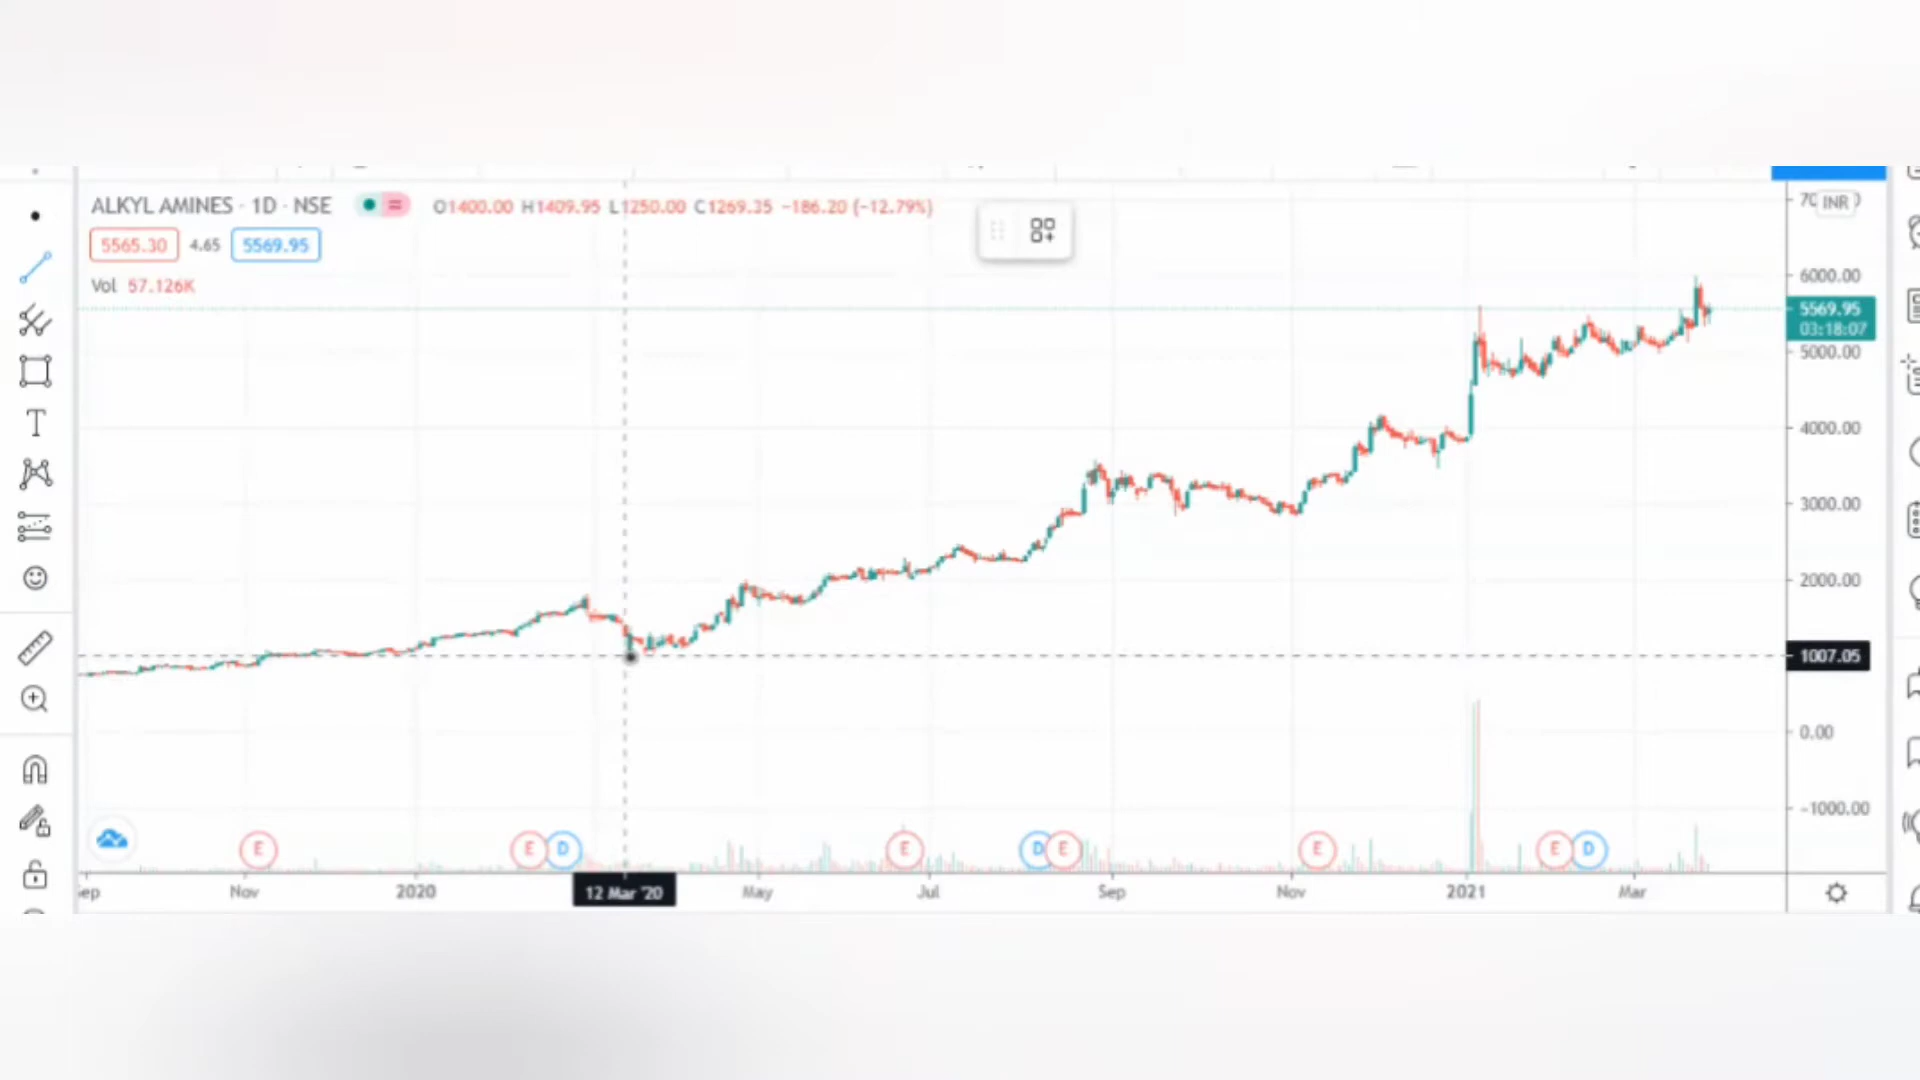 ALKYL AMINES · 1D · NSE O1400.00 H1409.95 L1250.00 C1269.35 −186.20 (−12.79%)
5565.30 4.65 5569.95
Vol 57.126K
INR
6000.00
5569.95
03:18:07
5000.00
4000.00
3000.00
2000.00
1007.05
0.00
−1000.00
T
E E D E D E E E D
Nov 2020 12 Mar '20 May Jul Sep Nov 2021 Mar